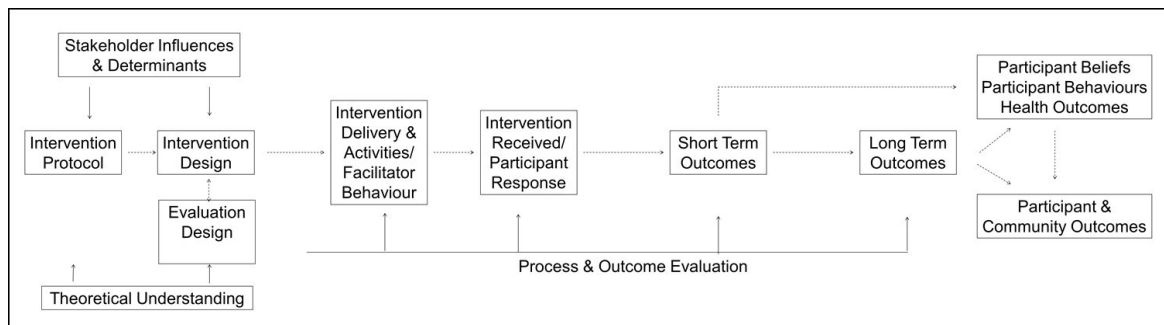 Stakeholder Influences
& Determinants
Intervention
Protocol
Intervention
Design
Evaluation
Design
Theoretical Understanding
Intervention
Delivery &
Activities/
Facilitator
Behaviour
Intervention
Received/
Participant
Response
Short Term
Outcomes
Long Term
Outcomes
Participant Beliefs
Participant Behaviours
Health Outcomes
Participant &
Community Outcomes
Process & Outcome Evaluation